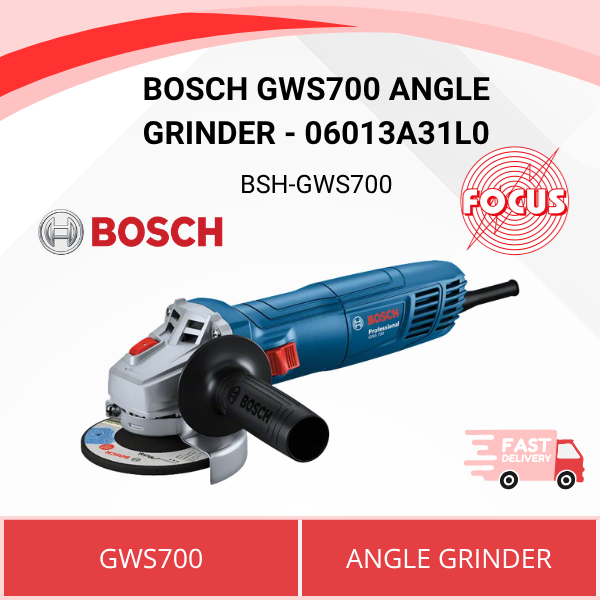 BOSCH GWS700 ANGLE
GRINDER - 06013A31L0
BSH-GWS700
FOCUS
BOSCH
BOSCH
Professional
GWS 700
BOSCH
BOSCH
FAST
DELIVERY
GWS700
ANGLE GRINDER